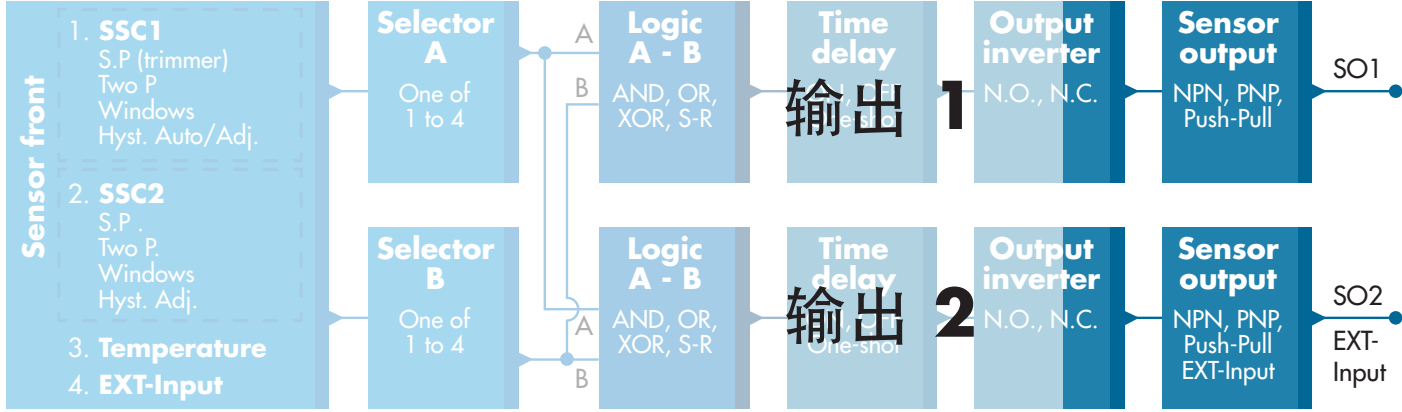 Sensor front
1. SSC1
S.P (trimmer)
Two P
Windows
Hyst. Auto/Adj.
2. SSC2
S.P .
Two P.
Windows
Hyst. Adj.
3. Temperature
4. EXT-Input
Selector
A
One of
1 to 4
A
B
Logic
A - B
AND, OR,
XOR, S-R
Time
delay
输出 1
Output
inverter
N.O., N.C.
Sensor
output
NPN, PNP,
Push-Pull
SO1
Selector
B
One of
1 to 4
A
B
Logic
A - B
AND, OR,
XOR, S-R
Time
delay
输出 2
One-shot
Output
inverter
N.O., N.C.
Sensor
output
NPN, PNP,
Push-Pull
EXT-Input
SO2
EXT-
Input